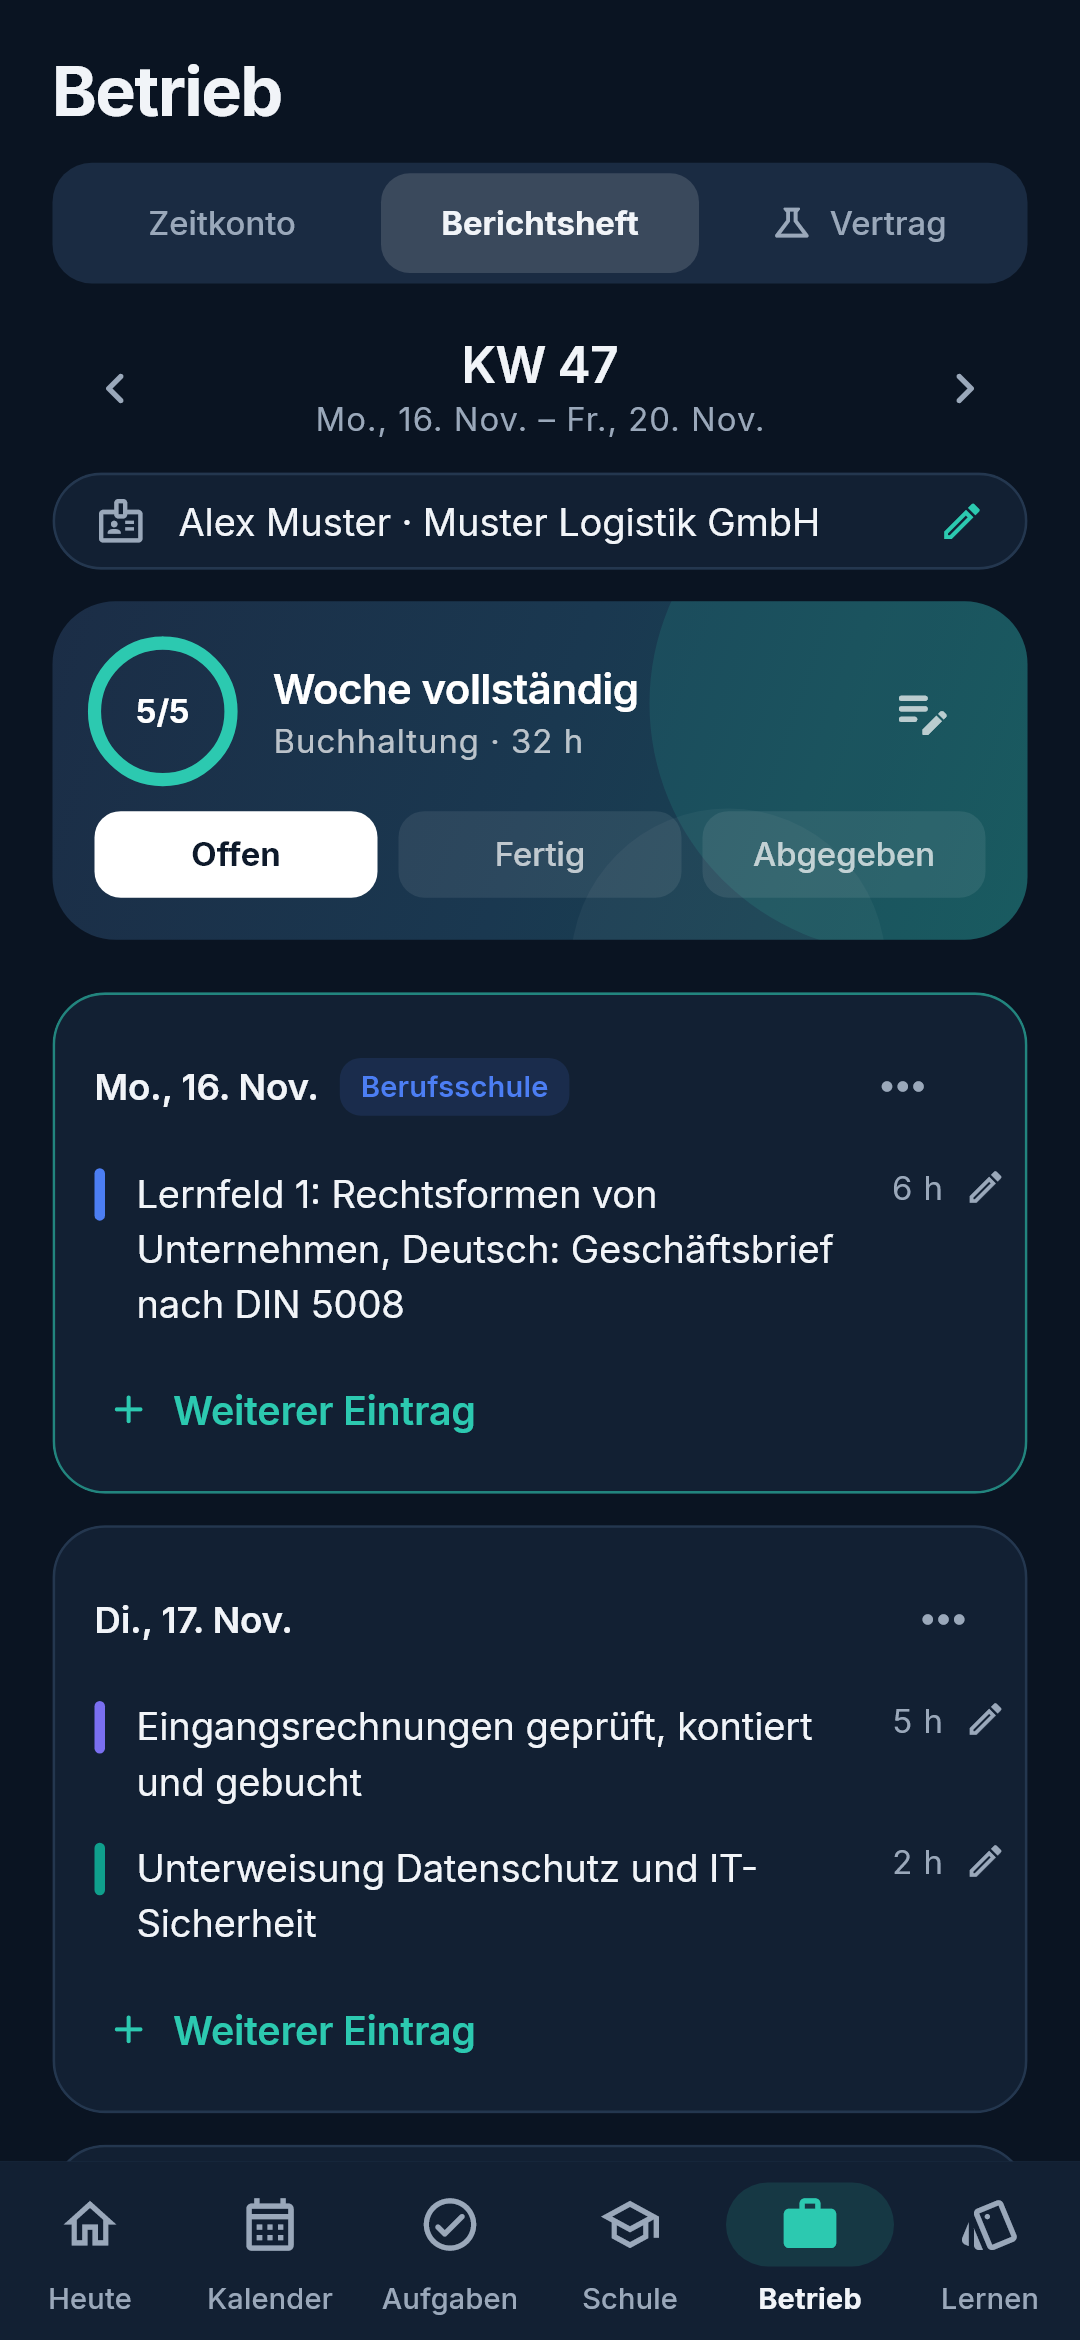 Betrieb
Zeitkonto
Berichtsheft
Vertrag
KW 47
Mo., 16. Nov. – Fr., 20. Nov.
Alex Muster · Muster Logistik GmbH
5/5
Woche vollständig
Buchhaltung · 32 h
Offen
Fertig
Abgegeben
Mo., 16. Nov.
Berufsschule
Lernfeld 1: Rechtsformen von
Unternehmen, Deutsch: Geschäftsbrief
nach DIN 5008
6 h
Weiterer Eintrag
Di., 17. Nov.
Eingangsrechnungen geprüft, kontiert
und gebucht
5 h
Unterweisung Datenschutz und IT-
Sicherheit
2 h
Weiterer Eintrag
Heute
Kalender
Aufgaben
Schule
Betrieb
Lernen